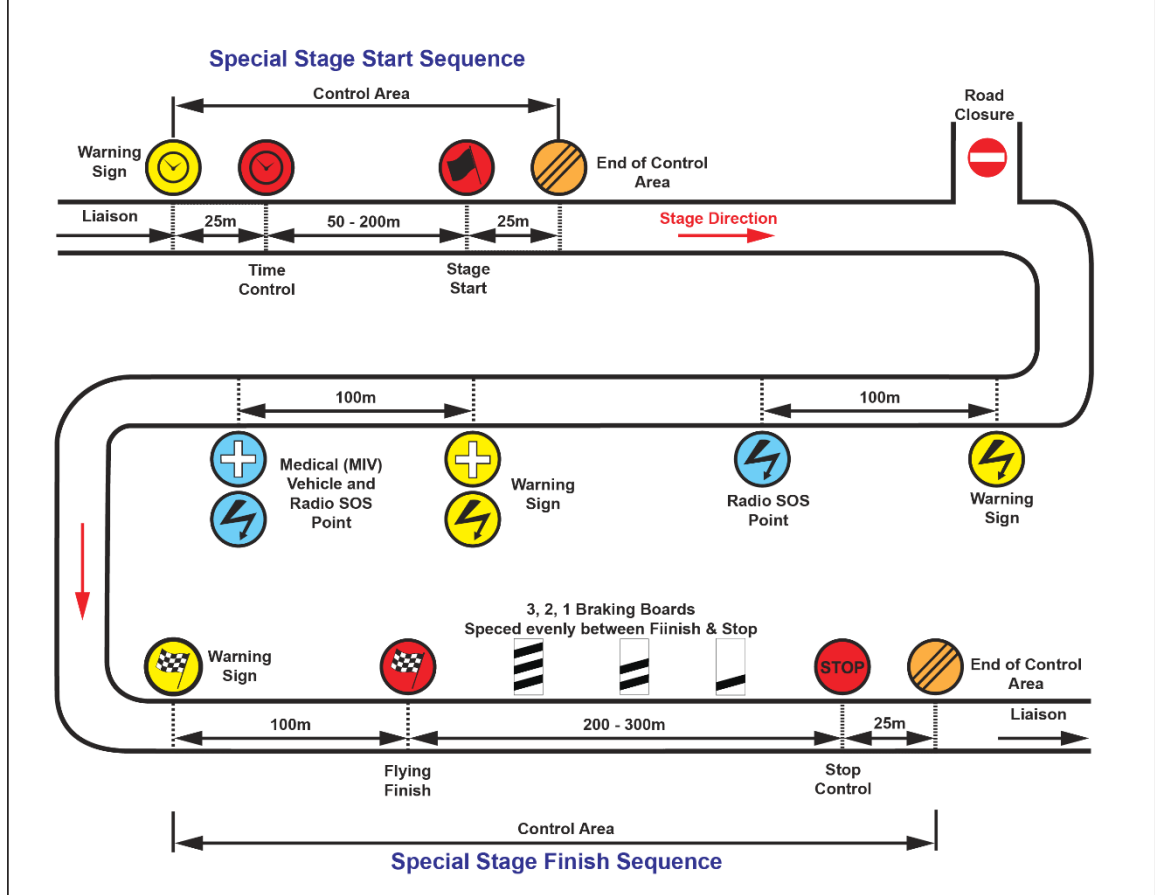 Special Stage Start Sequence
Control Area
Road
Closure
Warning
Sign
End of Control
Area
Liaison
25m
50 - 200m
25m
Stage Direction
Time
Control
Stage
Start
100m
100m
Medical (MIV)
Vehicle and
Radio SOS
Point
Warning
Sign
Radio SOS
Point
Warning
Sign
3, 2, 1 Braking Boards
Speced evenly between Fiinish & Stop
Warning
Sign
STOP
End of Control
Area
100m
200 - 300m
25m
Liaison
Flying
Finish
Stop
Control
Control Area
Special Stage Finish Sequence